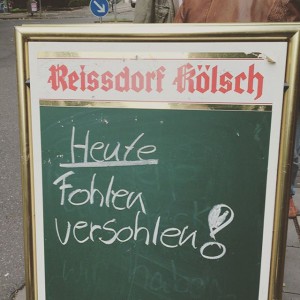 Reissdorf Kölsch
Heute
Fohlen
versohlen!